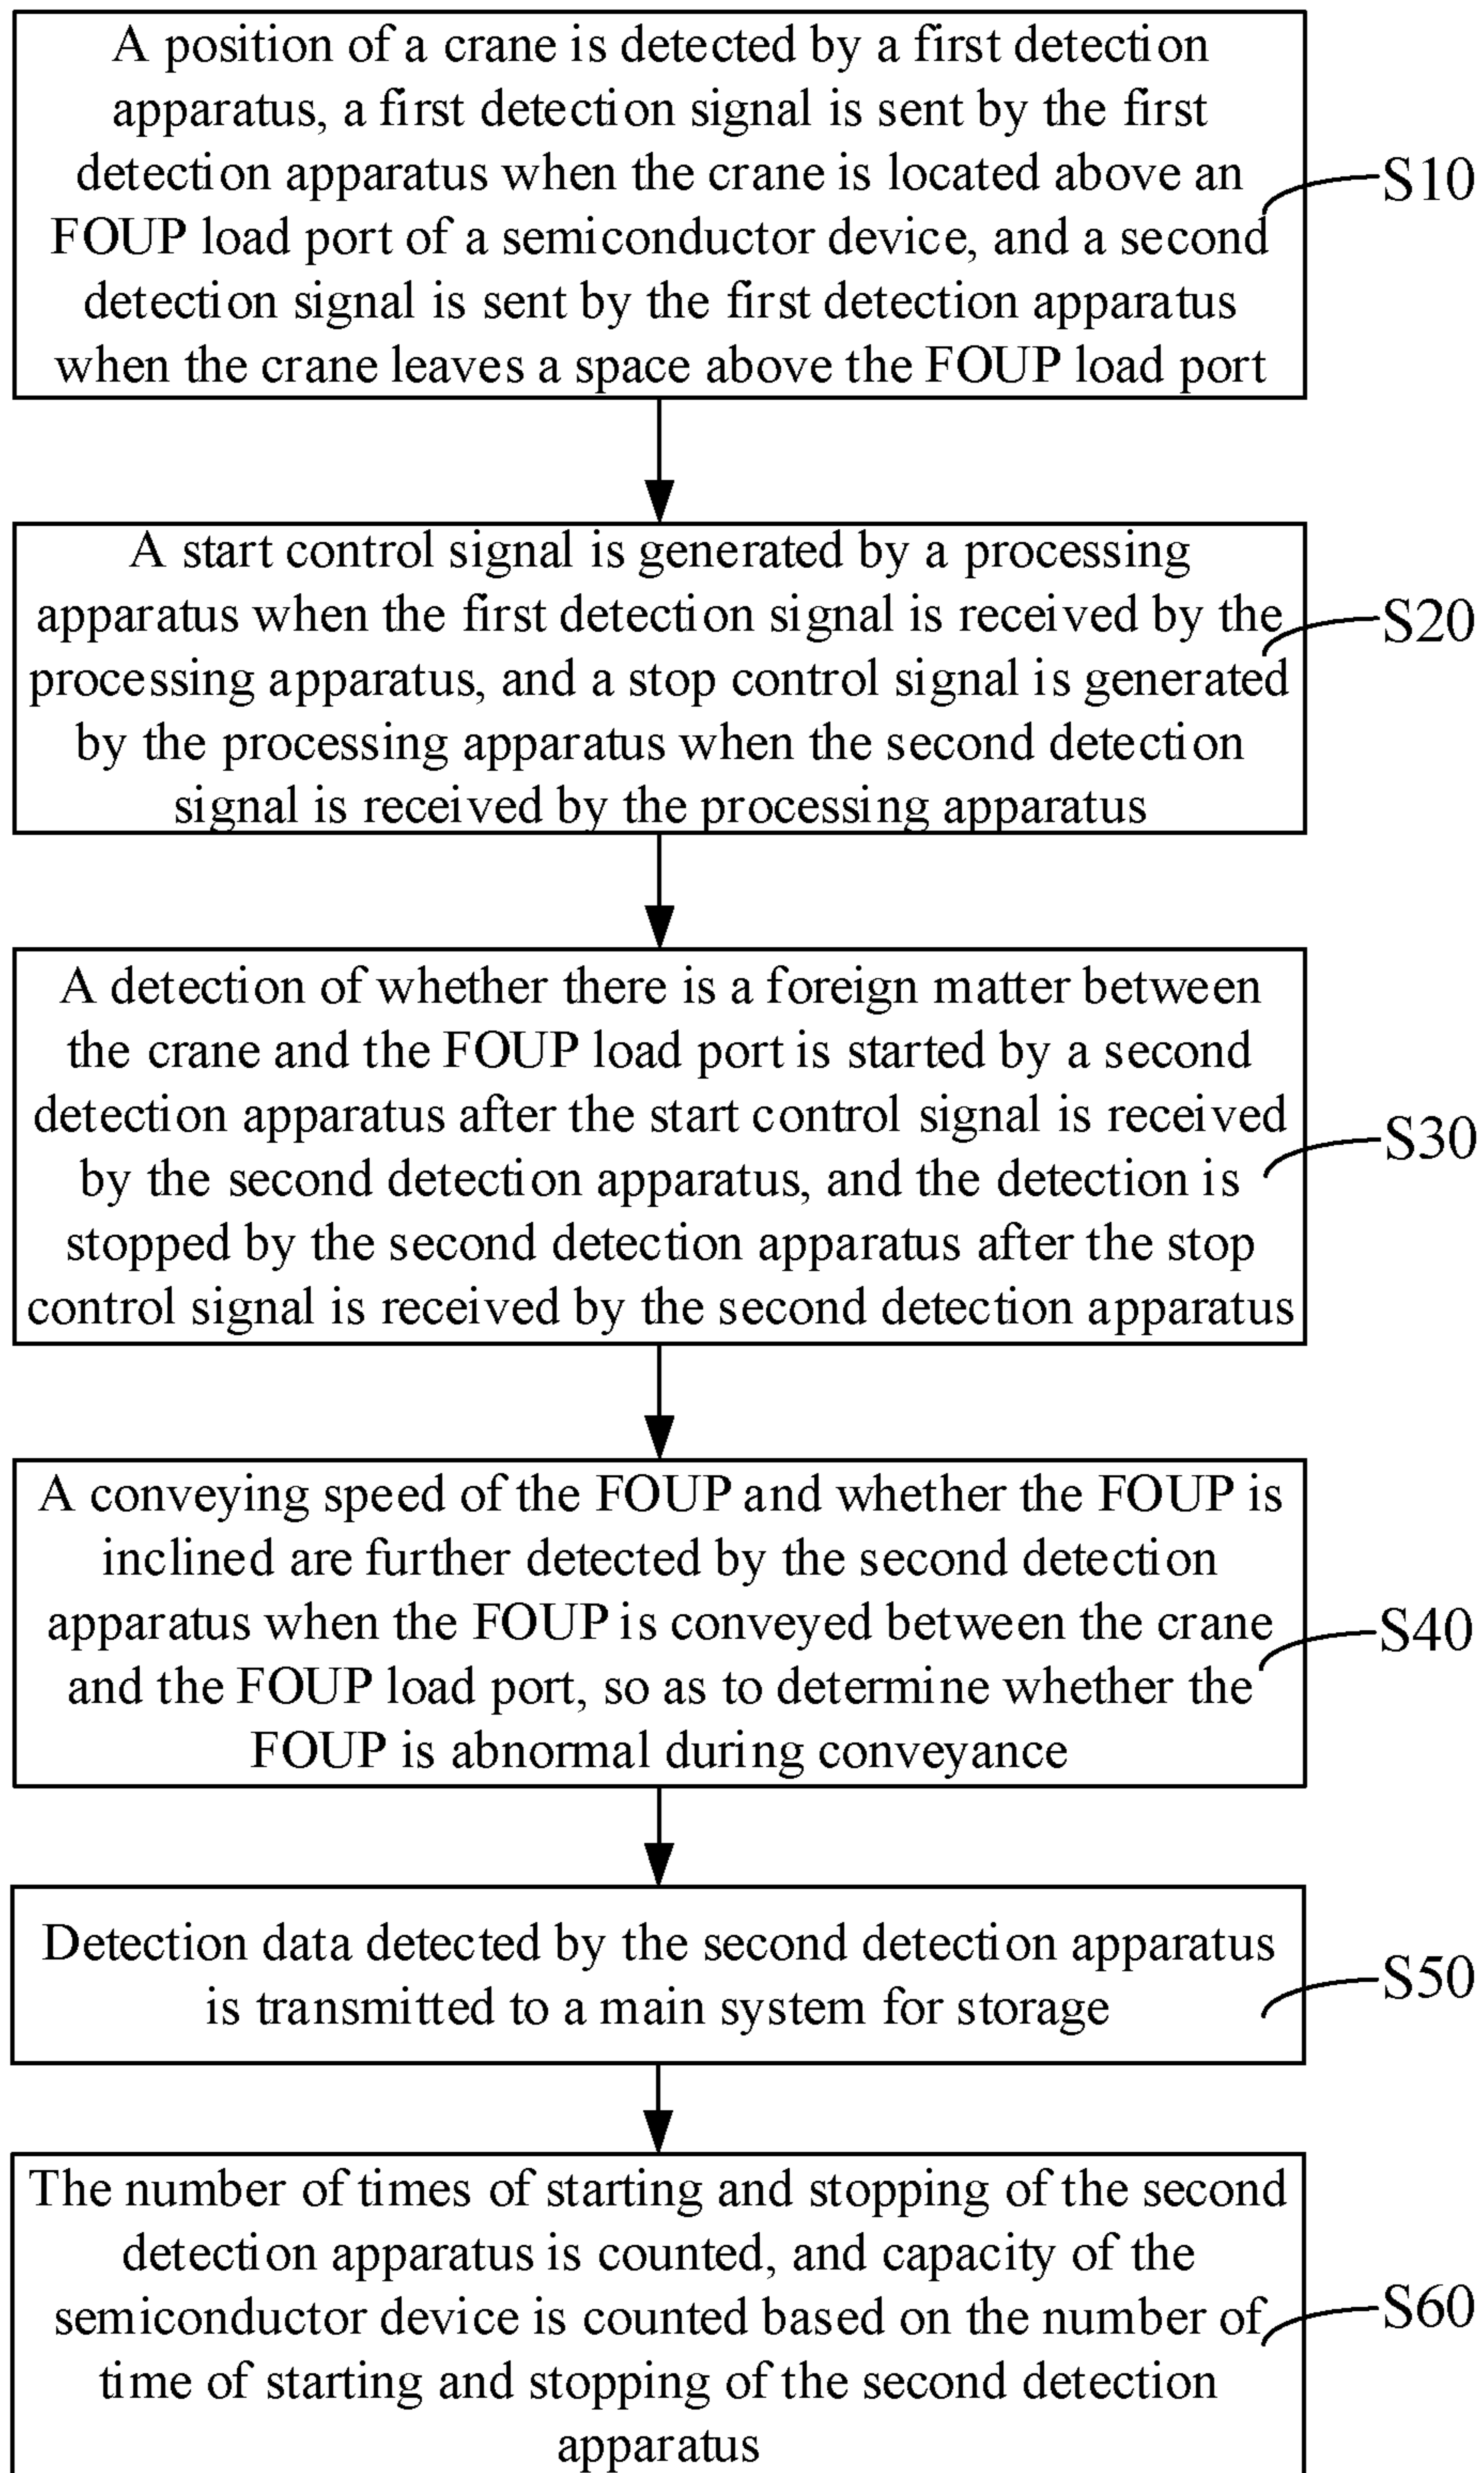 A position of a crane is detected by a first detection
apparatus, a first detection signal is sent by the first
detection apparatus when the crane is located above an
FOUP load port of a semiconductor device, and a second
detection signal is sent by the first detection apparatus
when the crane leaves a space above the FOUP load port
S10
A start control signal is generated by a processing
apparatus when the first detection signal is received by the
processing apparatus, and a stop control signal is generated
by the processing apparatus when the second detection
signal is received by the processing apparatus
S20
A detection of whether there is a foreign matter between
the crane and the FOUP load port is started by a second
detection apparatus after the start control signal is received
by the second detection apparatus, and the detection is
stopped by the second detection apparatus after the stop
control signal is received by the second detection apparatus
S30
A conveying speed of the FOUP and whether the FOUP is
inclined are further detected by the second detection
apparatus when the FOUP is conveyed between the crane
and the FOUP load port, so as to determine whether the
FOUP is abnormal during conveyance
S40
Detection data detected by the second detection apparatus
is transmitted to a main system for storage
S50
The number of times of starting and stopping of the second
detection apparatus is counted, and capacity of the
semiconductor device is counted based on the number of
time of starting and stopping of the second detection
apparatus
S60